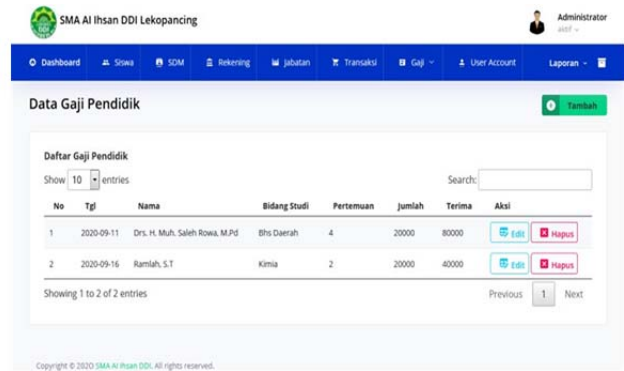 SMA Al Ihsan DDI Lekopancing
Administrator
aktif
Dashboard Siswa SDM Rekening Jabatan Transaksi Gaji User Account Laporan
Data Gaji Pendidik
Tambah
Daftar Gaji Pendidik
Show 10 entries Search:
No Tgl Nama Bidang Studi Pertemuan Jumlah Terima Aksi
1 2020-09-11 Drs. H. Muh. Saleh Rowa, M.Pd Bhs Daerah 4 20000 80000 Edit Hapus
2 2020-09-16 Ramlah, S.T Kimia 2 20000 40000 Edit Hapus
Showing 1 to 2 of 2 entries Previous 1 Next
Copyright © 2020 SMA Al Ihsan DDI. All rights reserved.